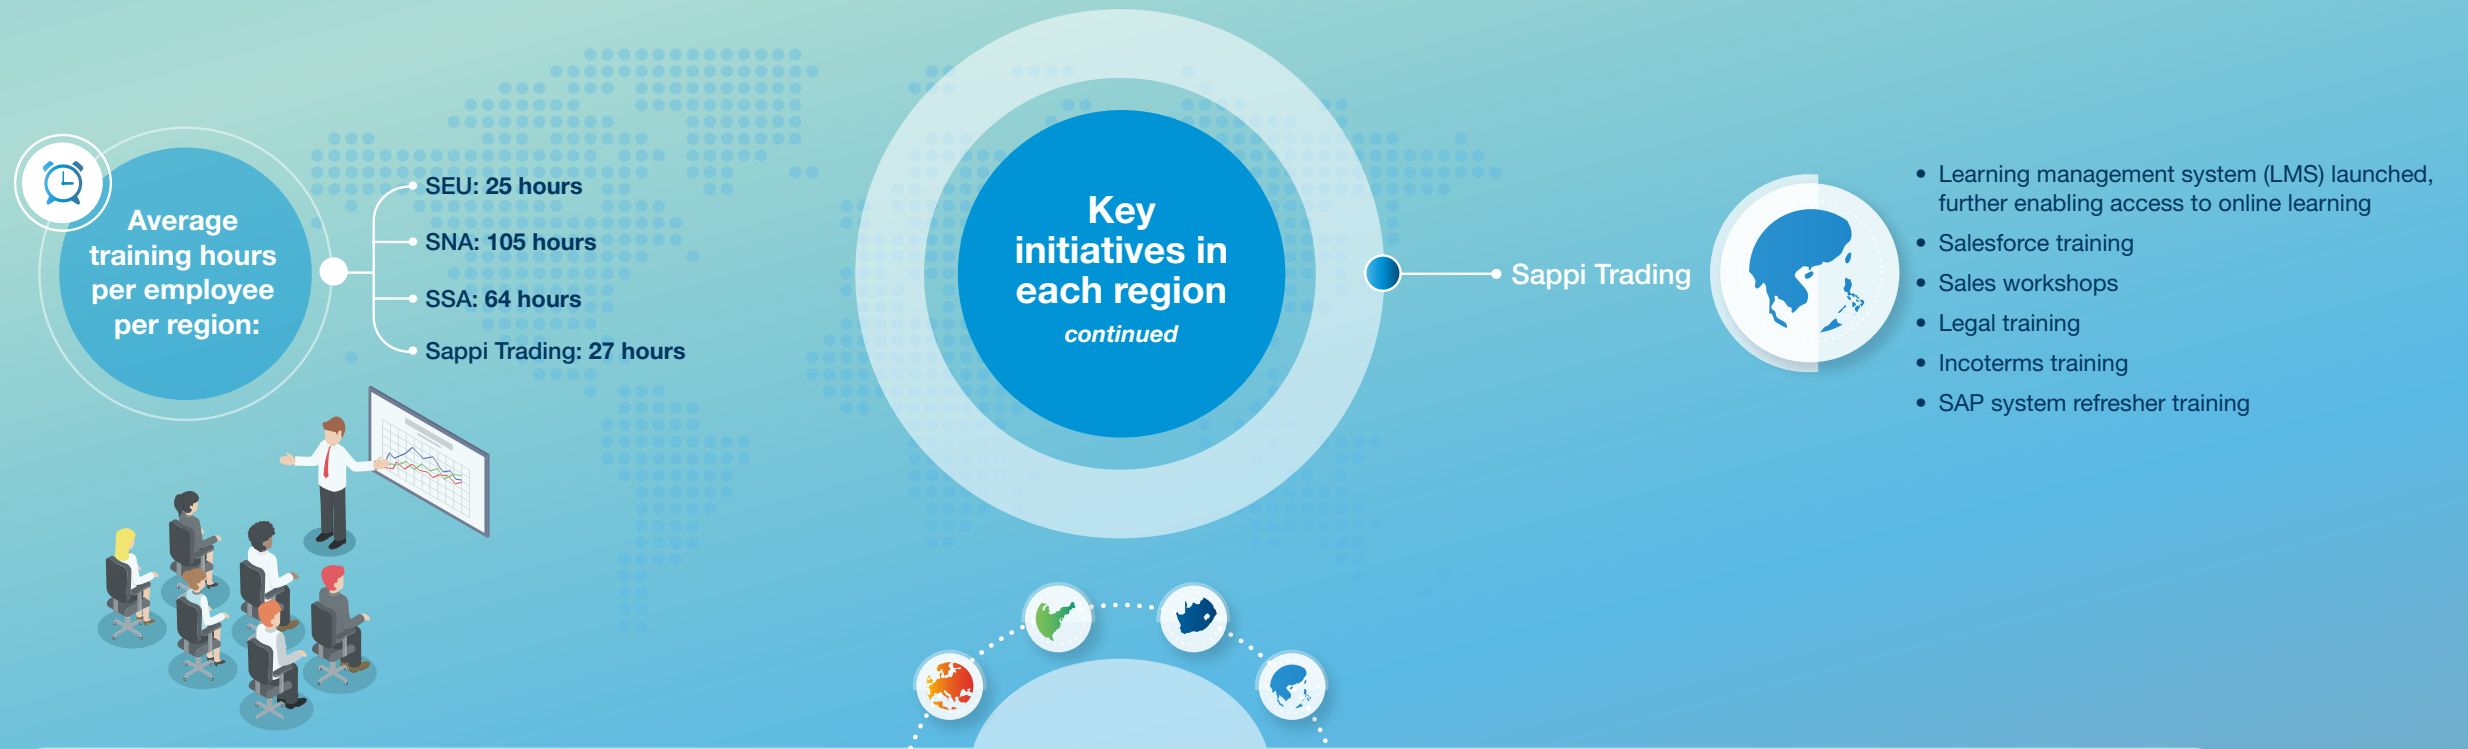 Average
training hours
per employee
per region:
SEU: 25 hours
SNA: 105 hours
SSA: 64 hours
Sappi Trading: 27 hours
Key
initiatives in
each region
continued
Sappi Trading
• Learning management system (LMS) launched,
further enabling access to online learning
• Salesforce training
• Sales workshops
• Legal training
• Incoterms training
• SAP system refresher training